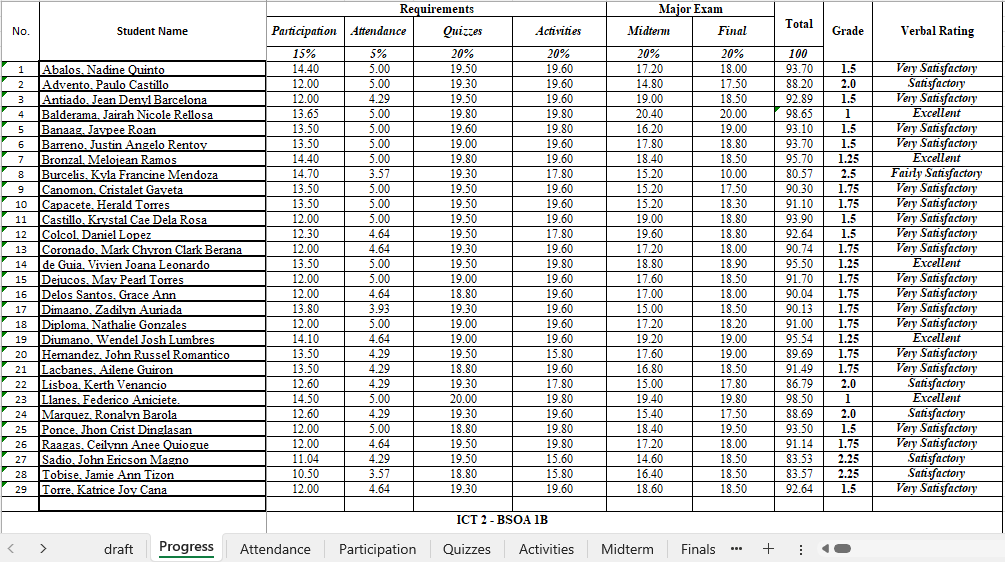 Requirements Major Exam
No. Student Name Participation Attendance Quizzes Activities Midterm Final Total Grade Verbal Rating
15% 5% 20% 20% 20% 20% 100
1 Abalos, Nadine Quinto 14.40 5.00 19.50 19.60 17.20 18.00 93.70 1.5 Very Satisfactory
2 Advento, Paulo Castillo 12.00 5.00 19.30 19.60 14.80 17.50 88.20 2.0 Satisfactory
3 Antiado, Jean Denyl Barcelona 12.00 4.29 19.50 19.60 19.00 18.50 92.89 1.5 Very Satisfactory
4 Balderama, Jairah Nicole Rellosa 13.65 5.00 19.80 19.80 20.40 20.00 98.65 1 Excellent
5 Banaag, Jaypee Roan 13.50 5.00 19.60 19.80 16.20 19.00 93.10 1.5 Very Satisfactory
6 Barreno, Justin Angelo Rentoy 13.50 5.00 19.00 19.60 17.80 18.80 93.70 1.5 Very Satisfactory
7 Bronzal, Melojean Ramos 14.40 5.00 19.80 19.60 18.40 18.50 95.70 1.25 Excellent
8 Burcelis, Kyla Francine Mendoza 14.70 3.57 19.30 17.80 15.20 10.00 80.57 2.5 Fairly Satisfactory
9 Canomon, Cristalet Gayeta 13.50 5.00 19.50 19.60 15.20 17.50 90.30 1.75 Very Satisfactory
10 Capacete, Herald Torres 13.50 5.00 19.50 19.60 15.20 18.30 91.10 1.75 Very Satisfactory
11 Castillo, Krystal Cae Dela Rosa 12.00 5.00 19.50 19.60 19.00 18.80 93.90 1.5 Very Satisfactory
12 Colcol, Daniel Lopez 12.30 4.64 19.50 17.80 19.60 18.80 92.64 1.5 Very Satisfactory
13 Coronado, Mark Chyron Clark Berana 12.00 4.64 19.30 19.60 17.20 18.00 90.74 1.75 Very Satisfactory
14 de Guia, Vivien Joana Leonardo 13.50 5.00 19.50 19.80 18.80 18.90 95.50 1.25 Excellent
15 Dejucos, May Pearl Torres 12.00 5.00 19.00 19.60 17.60 18.50 91.70 1.75 Very Satisfactory
16 Delos Santos, Grace Ann 12.00 4.64 18.80 19.60 17.00 18.00 90.04 1.75 Very Satisfactory
17 Dimaano, Zadilyn Auriada 13.80 3.93 19.30 19.60 15.00 18.50 90.13 1.75 Very Satisfactory
18 Diploma, Nathalie Gonzales 12.00 5.00 19.00 19.60 17.20 18.20 91.00 1.75 Very Satisfactory
19 Diumano, Wendel Josh Lumbres 14.10 4.64 19.00 19.60 19.20 19.00 95.54 1.25 Excellent
20 Hernandez, John Russel Romantico 13.50 4.29 19.50 15.80 17.60 19.00 89.69 1.75 Very Satisfactory
21 Lacbanes, Ailene Guiron 13.50 4.29 18.80 19.60 16.80 18.50 91.49 1.75 Very Satisfactory
22 Lisboa, Kerth Venancio 12.60 4.29 19.30 17.80 15.00 17.80 86.79 2.0 Satisfactory
23 Llanes, Federico Aniciete. 14.50 5.00 20.00 19.80 19.40 19.80 98.50 1 Excellent
24 Marquez, Ronalyn Barola 12.60 4.29 19.30 19.60 15.40 17.50 88.69 2.0 Satisfactory
25 Ponce, Jhon Crist Dinglasan 12.00 5.00 18.80 19.80 18.40 19.50 93.50 1.5 Very Satisfactory
26 Raagas, Ceilynn Anee Quiogue 12.00 4.64 19.50 19.80 17.20 18.00 91.14 1.75 Very Satisfactory
27 Sadio, John Ericson Magno 11.04 4.29 19.50 15.60 14.60 18.50 83.53 2.25 Satisfactory
28 Tobise, Jamie Ann Tizon 10.50 3.57 18.80 15.80 16.40 18.50 83.57 2.25 Satisfactory
29 Torre, Katrice Joy Cana 12.00 4.64 19.30 19.60 18.60 18.50 92.64 1.5 Very Satisfactory
ICT 2 - BSOA 1B
draft Progress Attendance Participation Quizzes Activities Midterm Finals